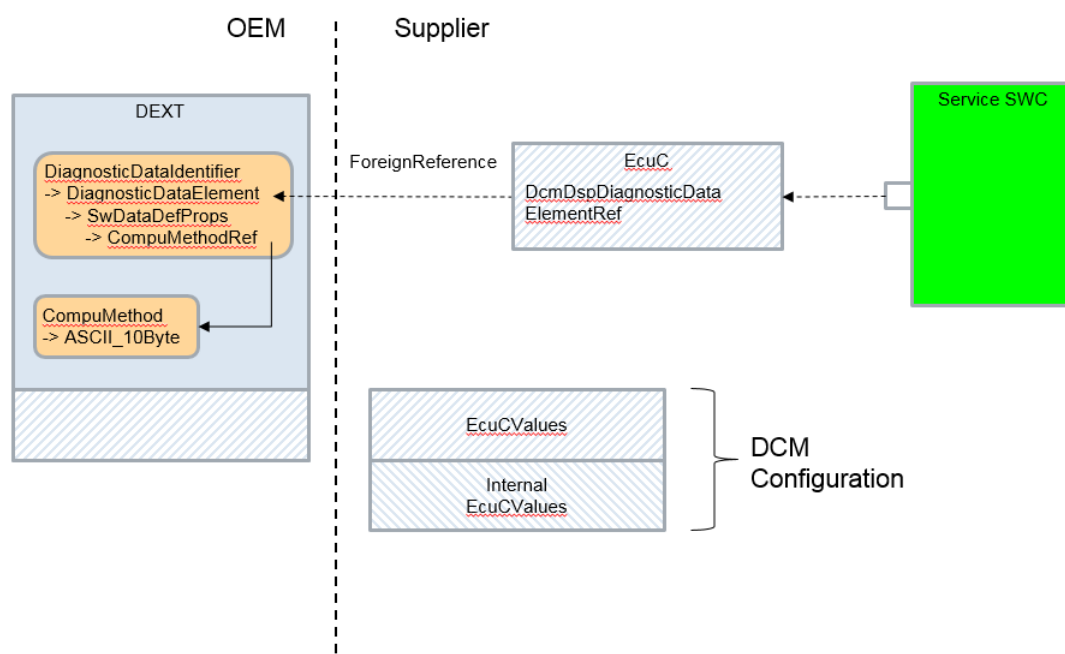 OEM
Supplier
DEXT
DiagnosticDataIdentifier
-> DiagnosticDataElement
-> SwDataDefProps
-> CompuMethodRef
CompuMethod
-> ASCII_10Byte
ForeignReference
EcuC
DcmDspDiagnosticData
ElementRef
Service SWC
EcuCValues
Internal
EcuCValues
DCM
Configuration